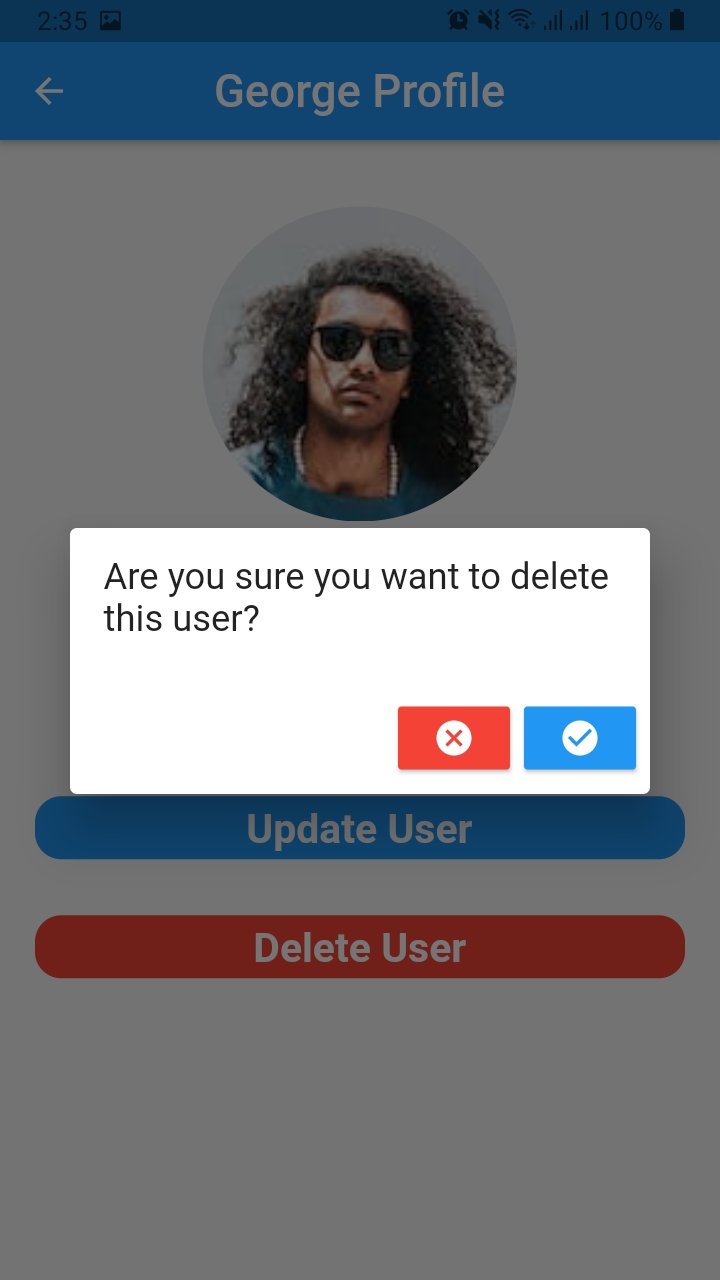 2:35 100%
George Profile
Are you sure you want to delete
this user?
Update User
Delete User